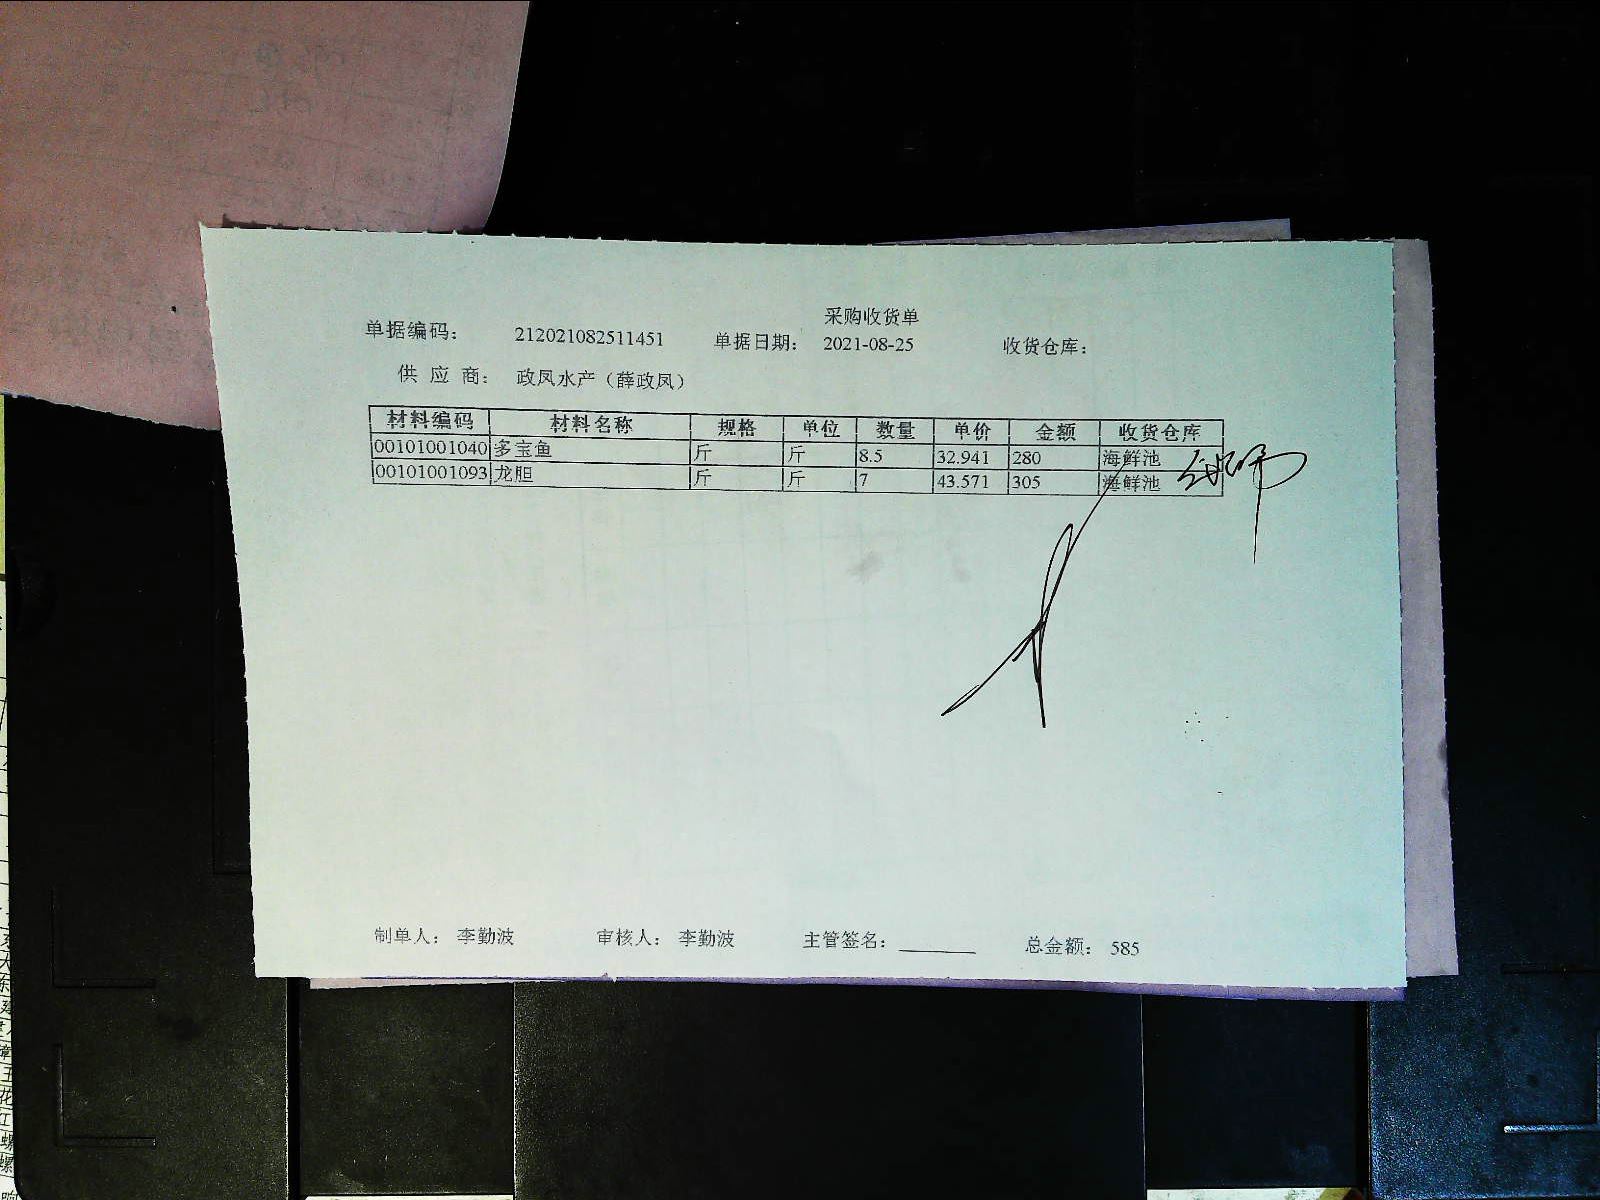 采购收货单
单据编码： 212021082511451 单据日期： 2021-08-25 收货仓库：
供 应 商： 政凤水产（薛政凤）
材料编码 材料名称 规格 单位 数量 单价 金额 收货仓库
00101001040 多宝鱼 斤 斤 8.5 32.941 280 海鲜池
00101001093 龙胆 斤 斤 7 43.571 305 海鲜池
制单人： 李勤波 审核人： 李勤波 主管签名： 总金额： 585